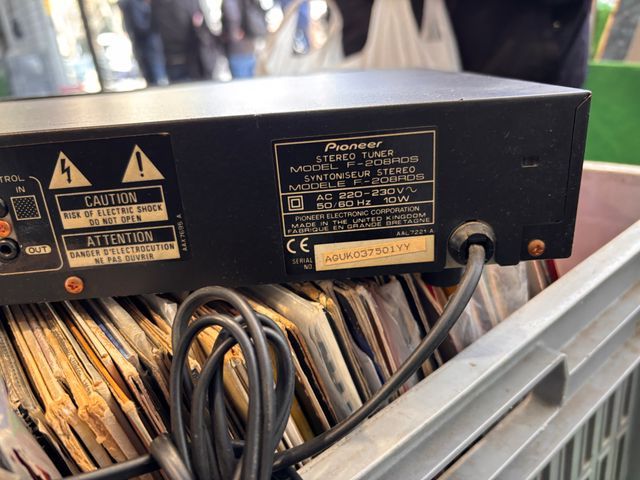 Pioneer
STEREO TUNER
MODEL F-208RDS
SYNTONISEUR STEREO
MODELE F-208RDS
AC 220-230V~
50/60 Hz 10W
PIONEER ELECTRONIC CORPORATION
MADE IN THE UNITED KINGDOM
FABRIQUE EN GRANDE BRETAGNE
AAL7221 A
CE
SERIAL NO
AGUK037501YY
CAUTION
RISK OF ELECTRIC SHOCK
DO NOT OPEN
ATTENTION
DANGER D'ELECTROCUTION
NE PAS OUVRIR
IN
OUT